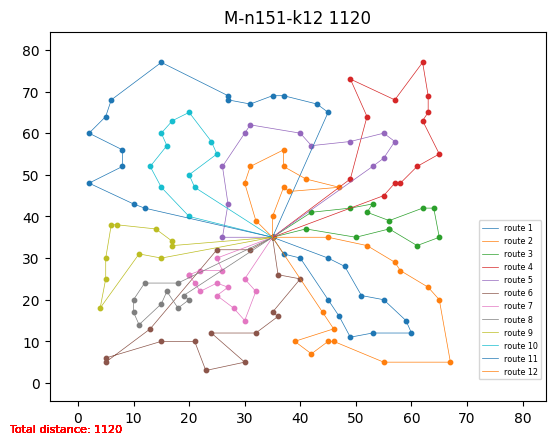 M-n151-k12 1120
80
70
60
50
40
30
20
10
0
0 10 20 30 40 50 60 70 80
route 1
route 2
route 3
route 4
route 5
route 6
route 7
route 8
route 9
route 10
route 11
route 12
Total distance: 1120